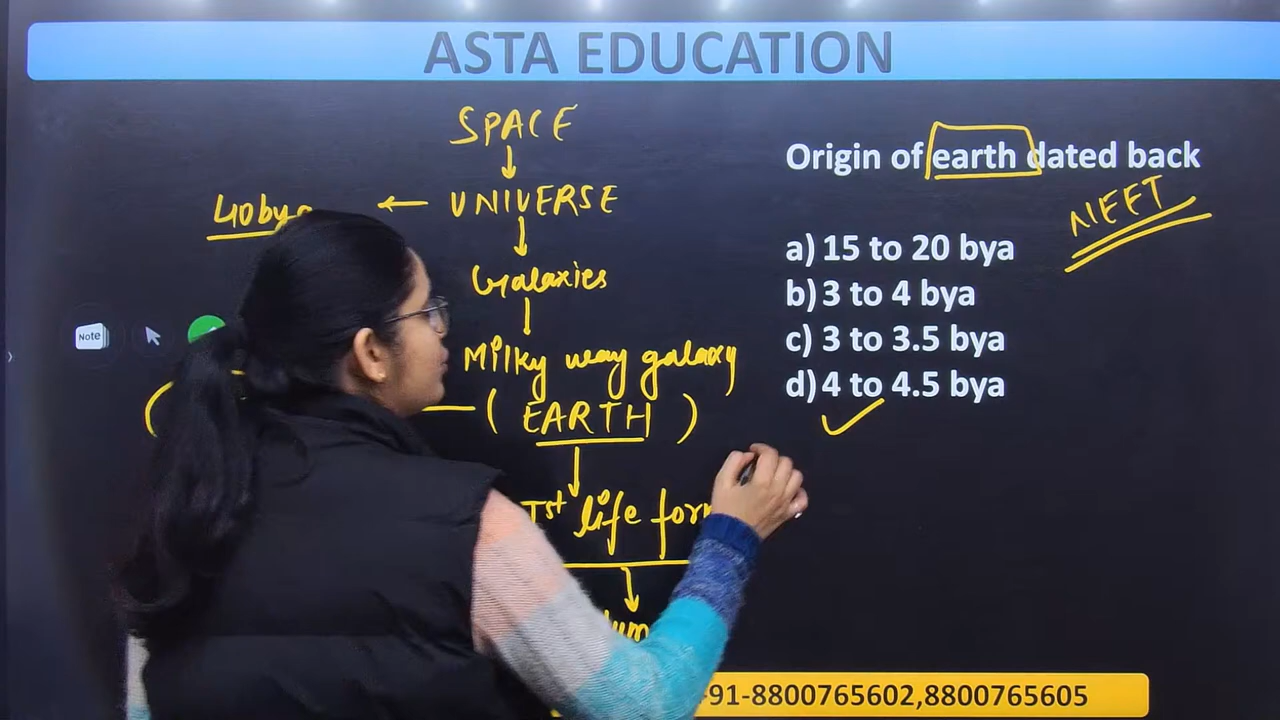 ASTA EDUCATION
SPACE
UNIVERSE
Galaxies
Milky way galaxy
( EARTH )
Ist life
Note
Origin of earth dated back
NEET
a) 15 to 20 bya
b) 3 to 4 bya
c) 3 to 3.5 bya
d) 4 to 4.5 bya
91-8800765602,8800765605